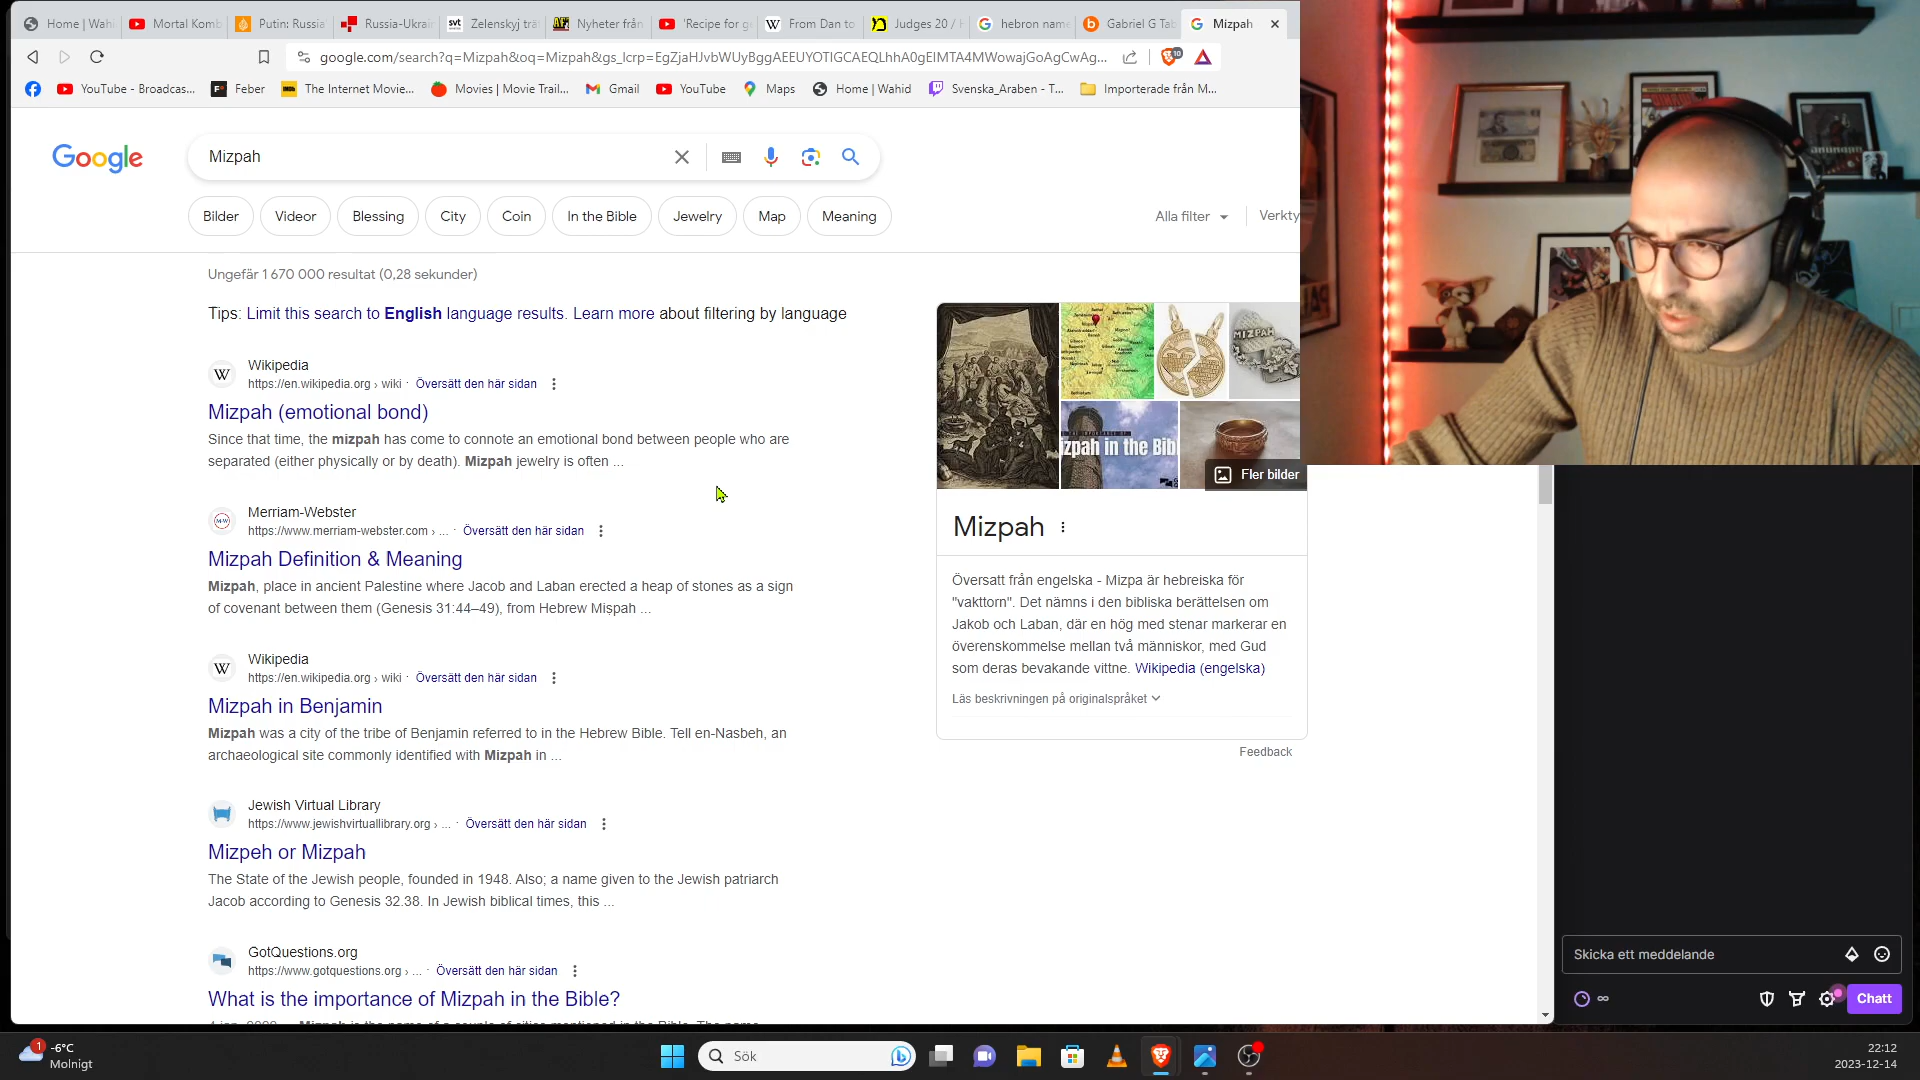 Home | Wahi
Mortal Komb
Putin: Russia
Russia-Ukrain
svt
Zelenskyj trä
Nyheter från
'Recipe for g
W
From Dan to
Judges 20 / H
hebron name
Gabriel G Tab
Mizpah
google.com/search?q=Mizpah&oq=Mizpah&gs_lcrp=EgZjaHJvbWUyBggAEEUYOTIGCAEQLhhA0gEIMTA4MWowajGoAgCwAg...
10
YouTube - Broadcas...
Feber
The Internet Movie...
Movies | Movie Trail...
Gmail
YouTube
Maps
Home | Wahid
Svenska_Araben - T...
Importerade från M...
Google
Mizpah
Bilder
Videor
Blessing
City
Coin
In the Bible
Jewelry
Map
Meaning
Alla filter
Verkty
Ungefär 1 670 000 resultat (0,28 sekunder)
Tips: Limit this search to English language results. Learn more about filtering by language
W
Wikipedia
https://en.wikipedia.org › wiki · Översätt den här sidan
Mizpah (emotional bond)
Since that time, the mizpah has come to connote an emotional bond between people who are
separated (either physically or by death). Mizpah jewelry is often ...
Merriam-Webster
https://www.merriam-webster.com › ... · Översätt den här sidan
Mizpah Definition & Meaning
Mizpah, place in ancient Palestine where Jacob and Laban erected a heap of stones as a sign
of covenant between them (Genesis 31:44–49), from Hebrew Miṣpah ...
W
Wikipedia
https://en.wikipedia.org › wiki · Översätt den här sidan
Mizpah in Benjamin
Mizpah was a city of the tribe of Benjamin referred to in the Hebrew Bible. Tell en-Nasbeh, an
archaeological site commonly identified with Mizpah in ...
Jewish Virtual Library
https://www.jewishvirtuallibrary.org › ... · Översätt den här sidan
Mizpeh or Mizpah
The State of the Jewish people, founded in 1948. Also; a name given to the Jewish patriarch
Jacob according to Genesis 32.38. In Jewish biblical times, this ...
GotQuestions.org
https://www.gotquestions.org › ... · Översätt den här sidan
What is the importance of Mizpah in the Bible?
MIZPAH
izpah in the Bib
Fler bilder
Mizpah
Översatt från engelska - Mizpa är hebreiska för
"vakttorn". Det nämns i den bibliska berättelsen om
Jakob och Laban, där en hög med stenar markerar en
överenskommelse mellan två människor, med Gud
som deras bevakande vittne. Wikipedia (engelska)
Läs beskrivningen på originalspråket
Feedback
Skicka ett meddelande
Chatt
1
-6°C
Molnigt
Sök
22:12
2023-12-14